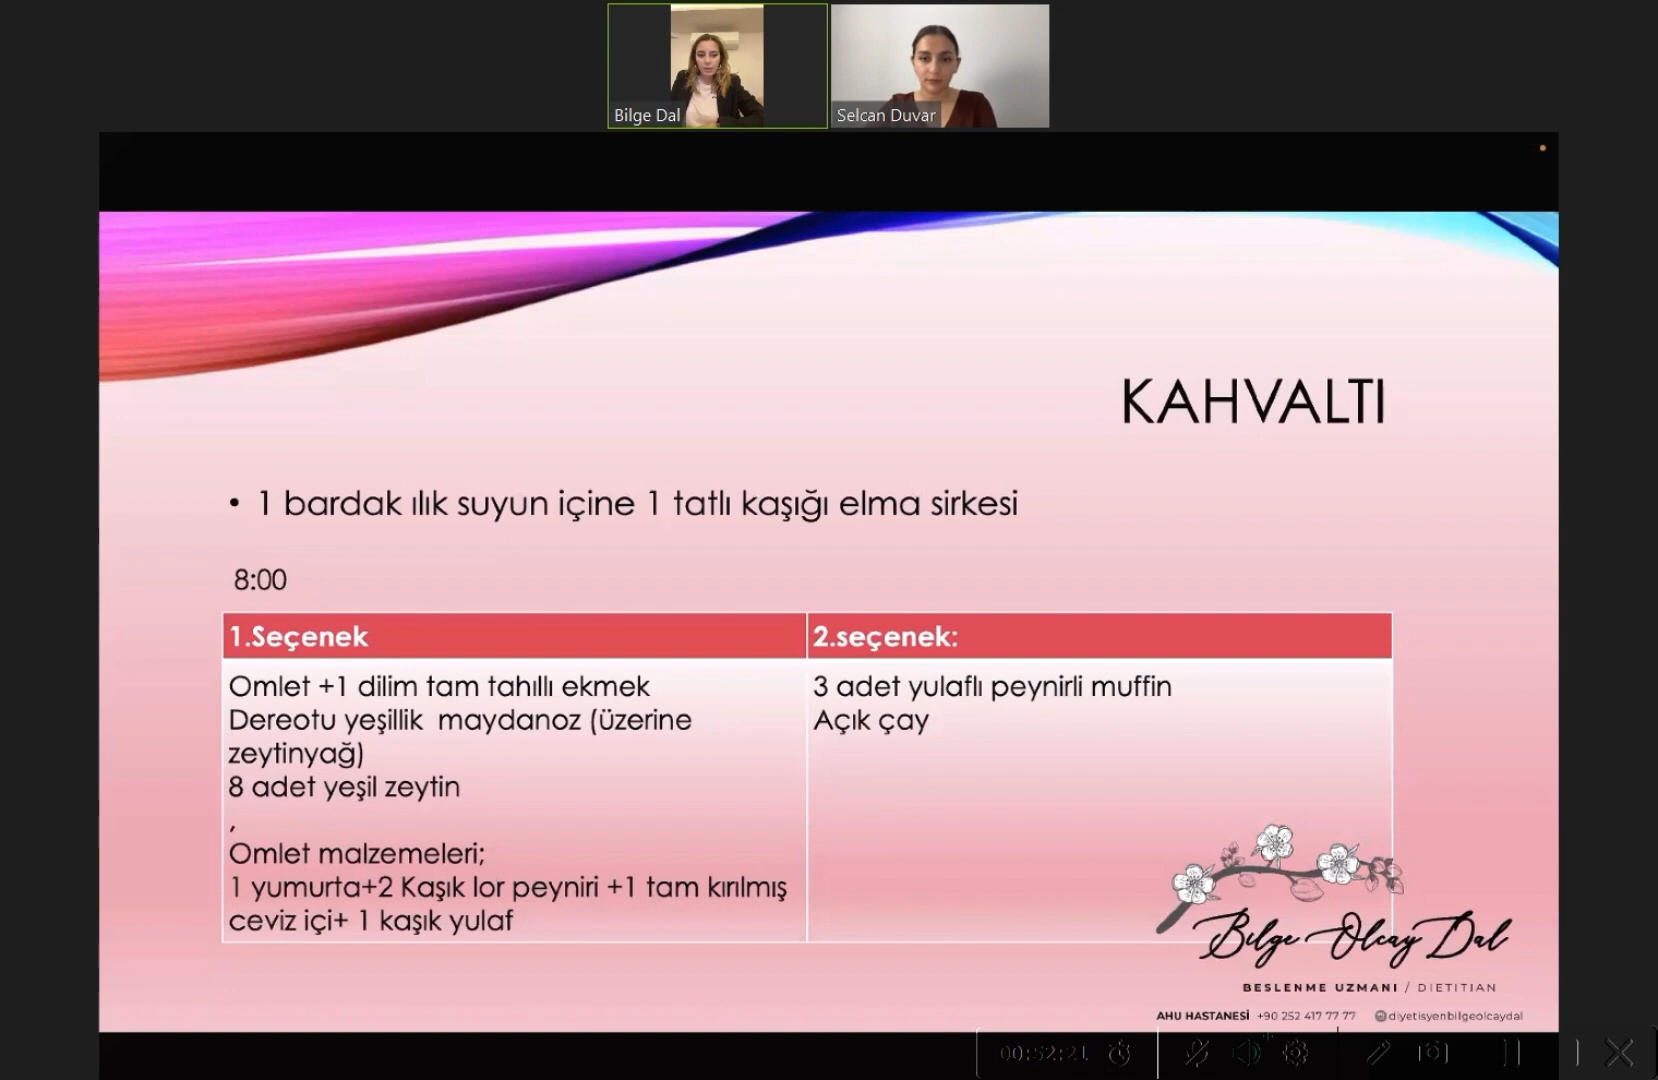 Bilge Dal
Selcan Duvar
KAHVALTI
• 1 bardak ılık suyun içine 1 tatlı kaşığı elma sirkesi
8:00
1.Seçenek
2.seçenek:
Omlet +1 dilim tam tahıllı ekmek
Dereotu yeşillik maydanoz (üzerine
zeytinyağ)
8 adet yeşil zeytin
,
Omlet malzemeleri;
1 yumurta+2 Kaşık lor peyniri +1 tam kırılmış
ceviz içi+ 1 kaşık yulaf
3 adet yulaflı peynirli muffin
Açık çay
Bilge Olcay Dal
BESLENME UZMANI / DIETITIAN
AHU HASTANESİ +90 252 417 77 77 diyetisyenbilgeolcaydal
00:52:21